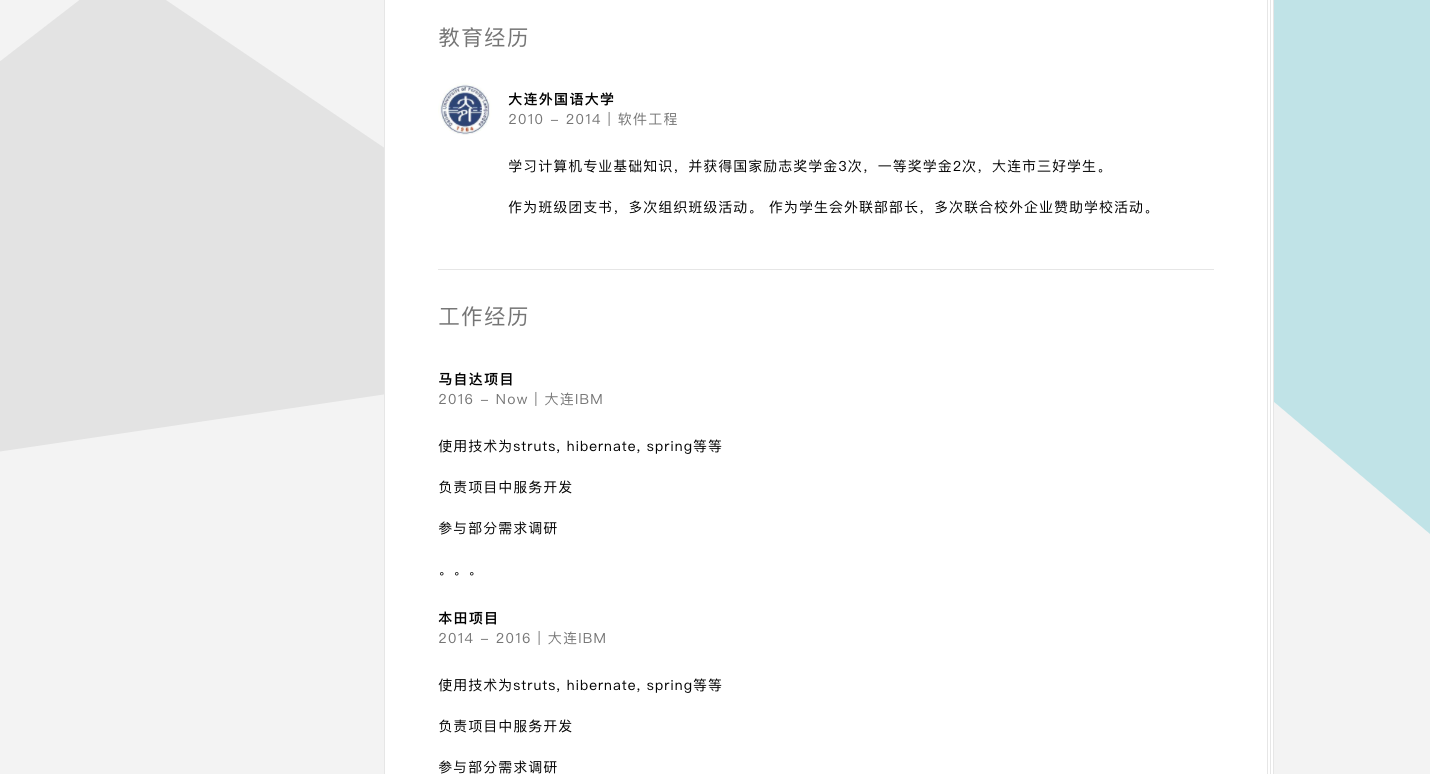 教育经历
大连外国语大学
2010 – 2014 | 软件工程
学习计算机专业基础知识，并获得国家励志奖学金3次，一等奖学金2次，大连市三好学生。
作为班级团支书，多次组织班级活动。 作为学生会外联部部长，多次联合校外企业赞助学校活动。
工作经历
马自达项目
2016 – Now | 大连IBM
使用技术为struts, hibernate, spring等等
负责项目中服务开发
参与部分需求调研
。。。
本田项目
2014 – 2016 | 大连IBM
使用技术为struts, hibernate, spring等等
负责项目中服务开发
参与部分需求调研